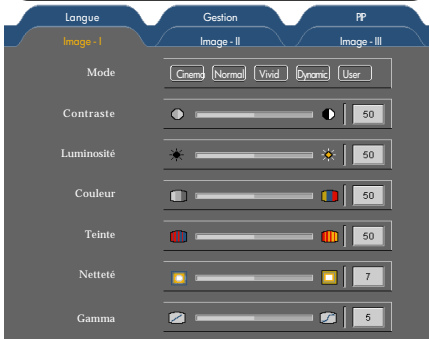 Langue Gestion PIP
Image - I Image - II Image - III
Mode Cinema Normal Vivid Dynamic User
Contraste 50
Luminosité 50
Couleur 50
Teinte 50
Netteté 7
Gamma 5